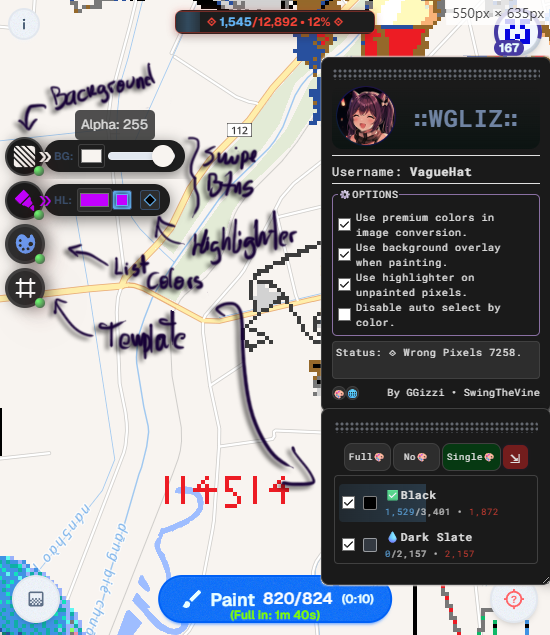 550px × 635px
i
◇ 1,545/12,892 • 12% ◇
167
Background
Alpha: 255
BG:
112
Swipe
Btns
HL:
Highlighter
List
Colors
Template
::WGLIZ::
Username: VagueHat
OPTIONS
Use premium colors in
image conversion.
Use background overlay
when painting.
Use highlighter on
unpainted pixels.
Disable auto select by
color.
Status: ◇ Wrong Pixels 7258.
By GGizzi • SwingTheVine
Full
No
Single
✅Black
1,529/3,401 • 1,872
💧Dark Slate
0/2,157 • 2,157
114514
Paint 820/824 (0:10)
(Full in: 1m 40s)